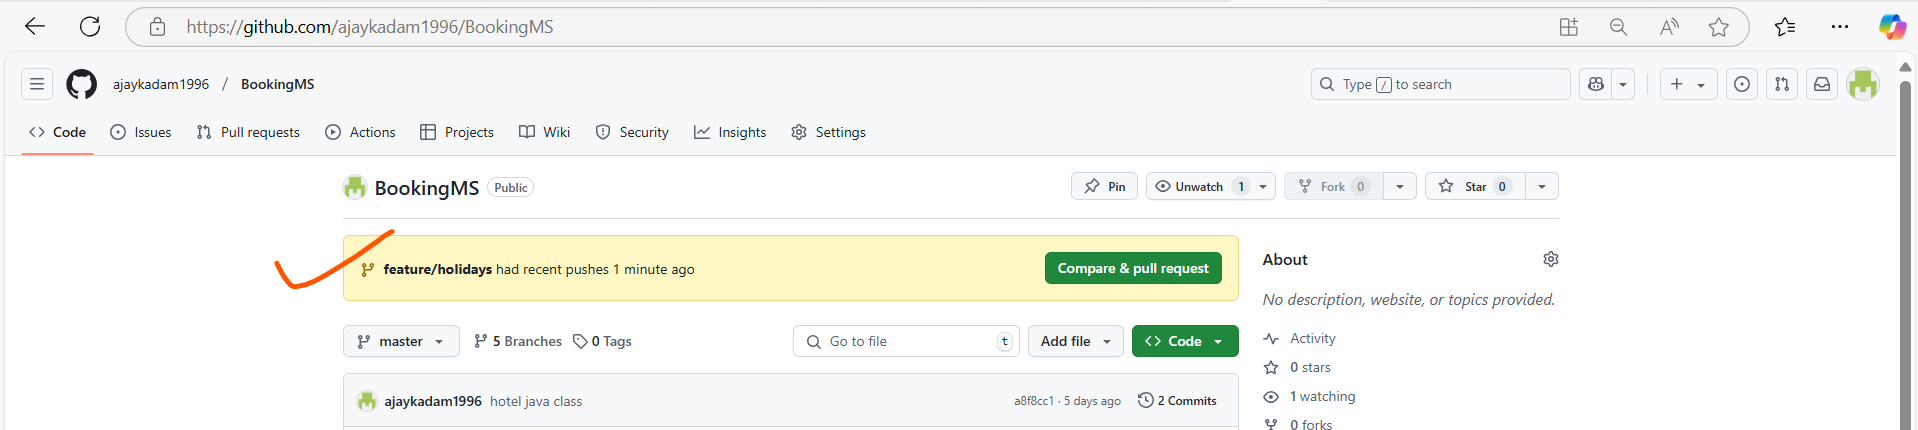 https://github.com/ajaykadam1996/BookingMS
ajaykadam1996 / BookingMS
Type / to search
Code Issues Pull requests Actions Projects Wiki Security Insights Settings
BookingMS Public
Pin Unwatch 1 Fork 0 Star 0
feature/holidays had recent pushes 1 minute ago
Compare & pull request
About
No description, website, or topics provided.
master 5 Branches 0 Tags
Go to file t
Add file
<> Code
Activity
0 stars
1 watching
0 forks
ajaykadam1996 hotel java class
a8f8cc1 · 5 days ago
2 Commits